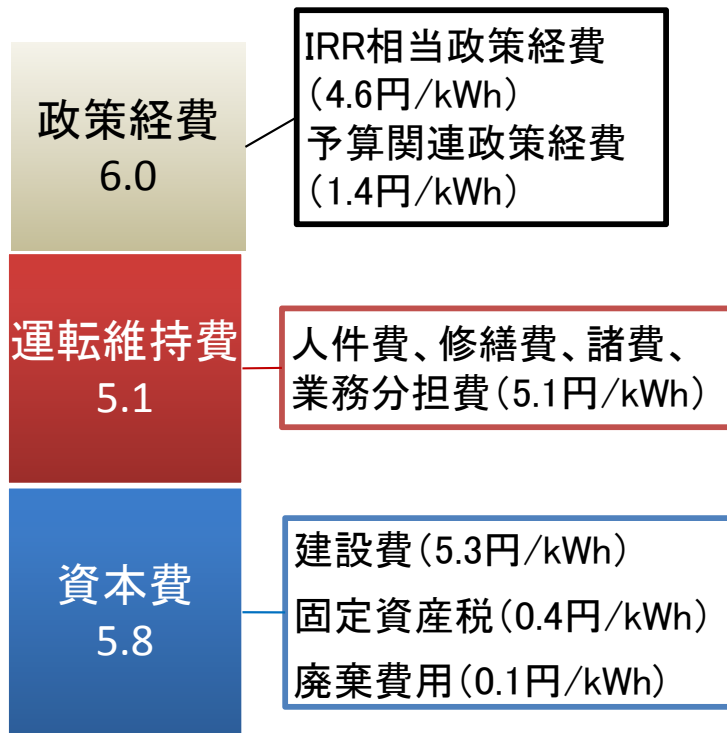 政策経費
6.0
IRR相当政策経費
(4.6円/kWh)
予算関連政策経費
(1.4円/kWh)
運転維持費
5.1
人件費、修繕費、諸費、
業務分担費(5.1円/kWh)
資本費
5.8
建設費(5.3円/kWh)
固定資産税(0.4円/kWh)
廃棄費用(0.1円/kWh)